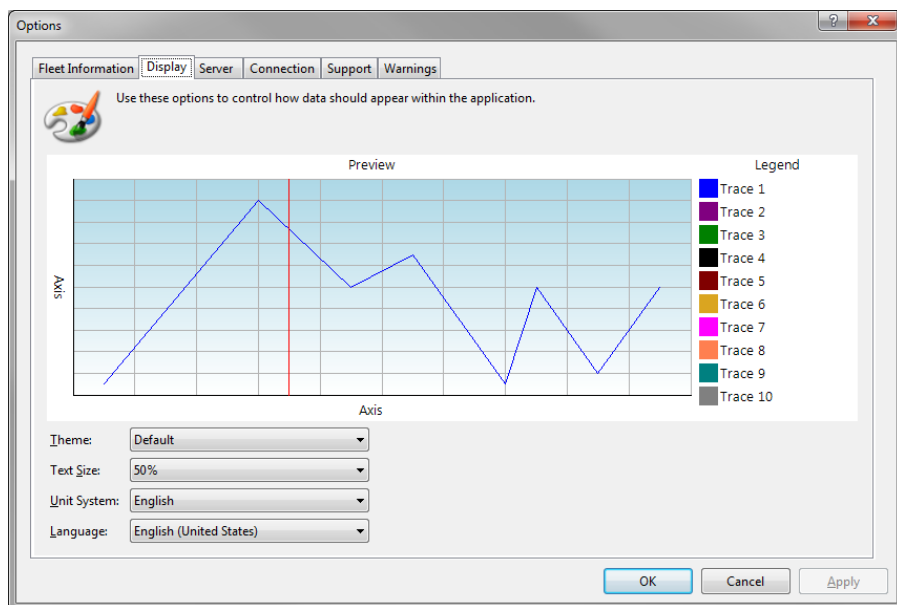 Options
Fleet Information Display Server Connection Support Warnings
Use these options to control how data should appear within the application.
Preview
Legend
Trace 1
Trace 2
Trace 3
Trace 4
Trace 5
Trace 6
Trace 7
Trace 8
Trace 9
Trace 10
Axis
Axis
Theme: Default
Text Size: 50%
Unit System: English
Language: English (United States)
OK Cancel Apply